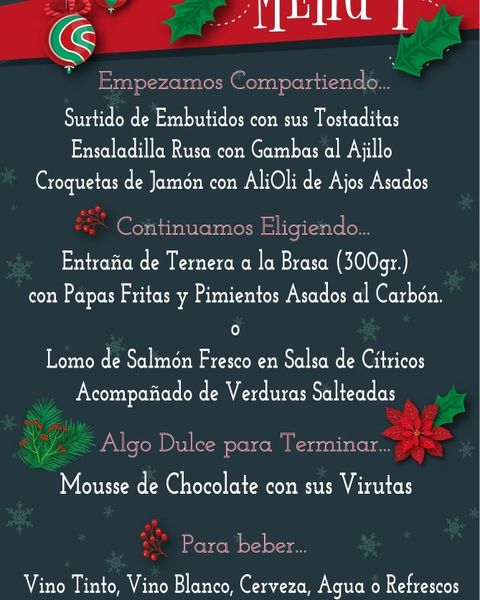 Menú 1
Empezamos Compartiendo...
Surtido de Embutidos con sus Tostaditas
Ensaladilla Rusa con Gambas al Ajillo
Croquetas de Jamón con AliOli de Ajos Asados
Continuamos Eligiendo...
Entraña de Ternera a la Brasa (300gr.)
con Papas Fritas y Pimientos Asados al Carbón.
o
Lomo de Salmón Fresco en Salsa de Cítricos
Acompañado de Verduras Salteadas
Algo Dulce para Terminar...
Mousse de Chocolate con sus Virutas
Para beber...
Vino Tinto, Vino Blanco, Cerveza, Agua o Refrescos